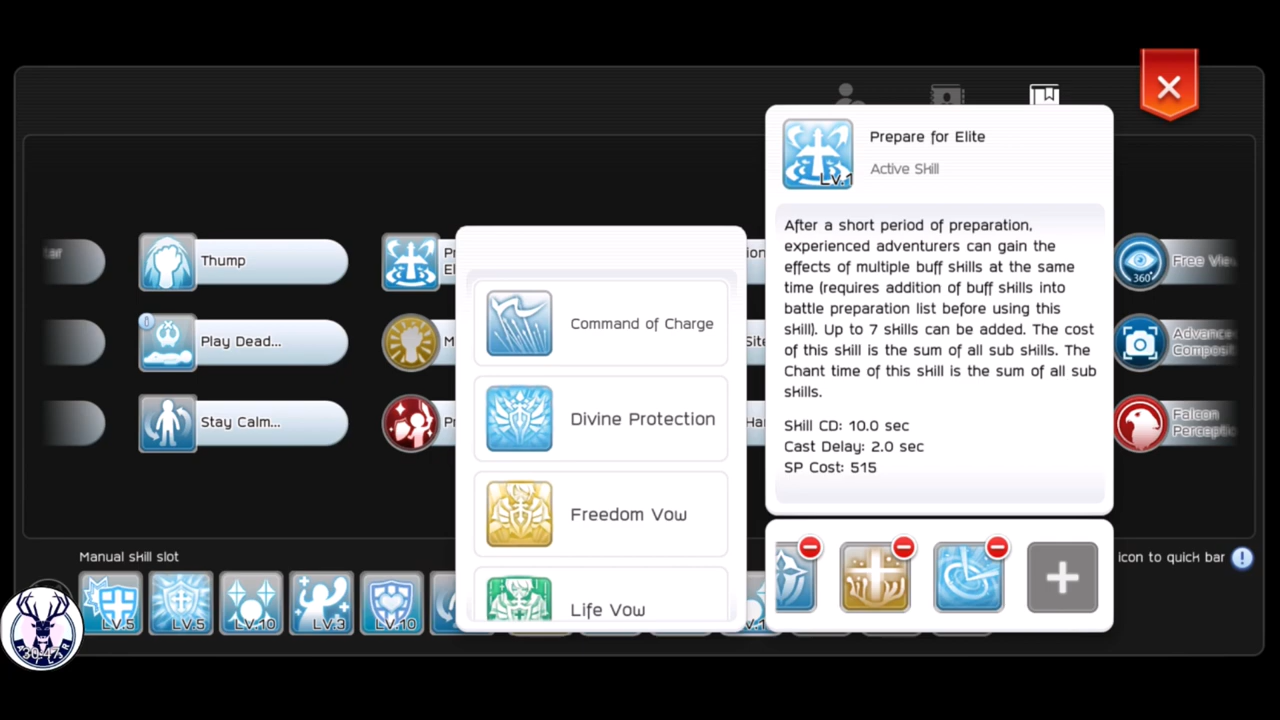 Prepare for Elite
LV.1
Active Skill
After a short period of preparation,
experienced adventurers can gain the
effects of multiple buff skills at the same
time (requires addition of buff skills into
battle preparation list before using this
skill). Up to 7 skills can be added. The cost
of this skill is the sum of all sub skills. The
Chant time of this skill is the sum of all sub
skills.
Skill CD: 10.0 sec
Cast Delay: 2.0 sec
SP Cost: 515
Thump
360°
Free Vie
Command of Charge
Play Dead...
Advance
Composit
Divine Protection
Stay Calm...
Falcon
Perceptio
Freedom Vow
Life Vow
Manual skill slot
icon to quick bar
LV.5
LV.5
LV.10
LV.3
LV.10
30:47